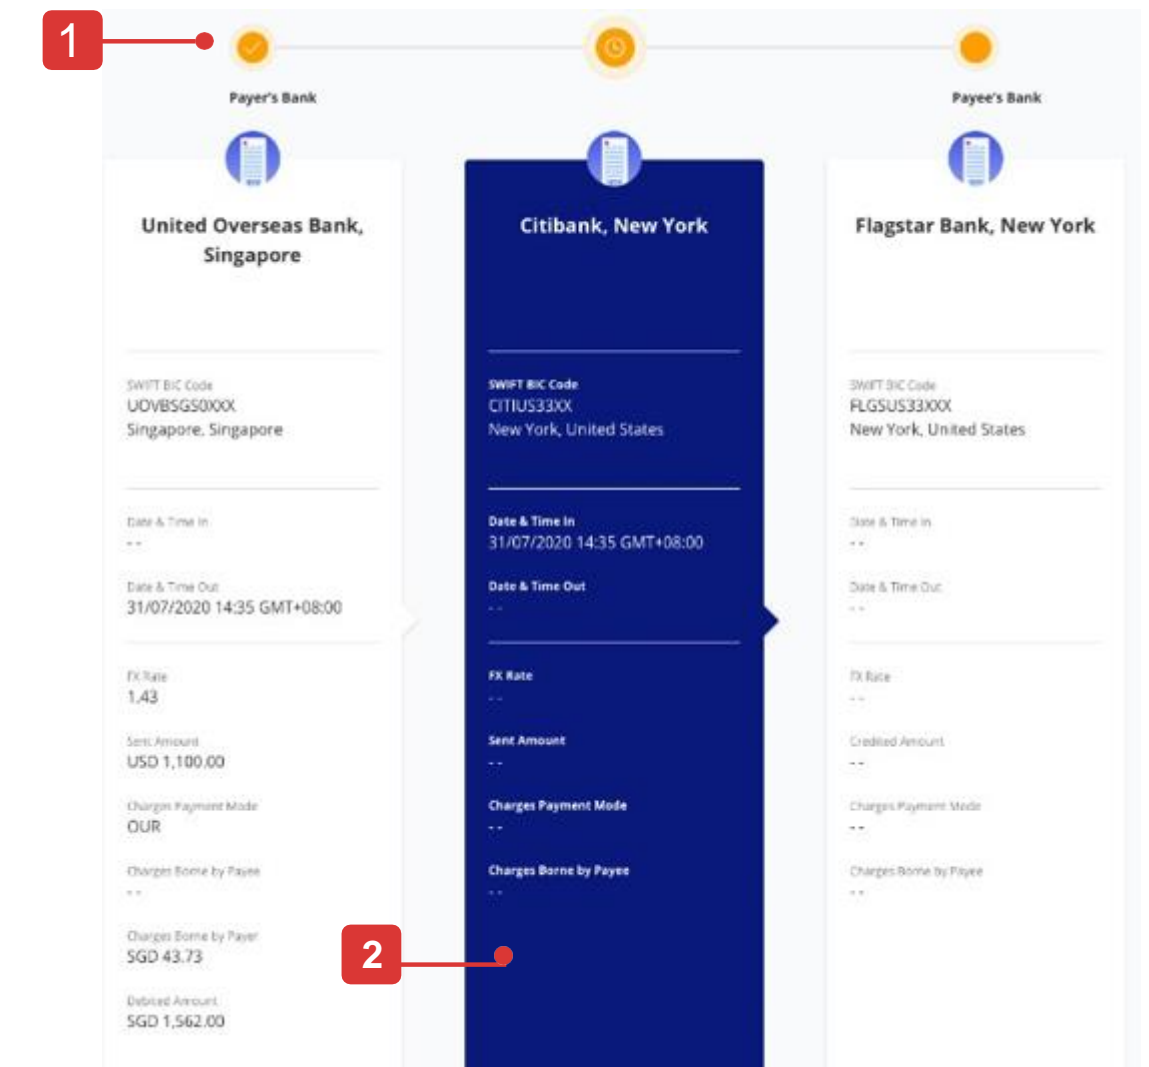 1
Payer's Bank
Payee's Bank
United Overseas Bank,
Singapore
SWIFT BIC Code
UOVBSGS0XXX
Singapore, Singapore
Date & Time In
--
Date & Time Out
31/07/2020 14:35 GMT+08:00
FX Rate
1.43
Sent Amount
USD 1,100.00
Charges Payment Mode
OUR
Charges Borne by Payee
--
Charges Borne by Payer
SGD 43.73
Debited Amount
SGD 1,562.00
Citibank, New York
SWIFT BIC Code
CITIUS33XX
New York, United States
Date & Time In
31/07/2020 14:35 GMT+08:00
Date & Time Out
--
FX Rate
--
Sent Amount
--
Charges Payment Mode
--
Charges Borne by Payee
--
2
Flagstar Bank, New York
SWIFT BIC Code
FLGSUS33XXX
New York, United States
Date & Time In
--
Date & Time Out
--
FX Rate
--
Credited Amount
--
Charges Payment Mode
--
Charges Borne by Payee
--